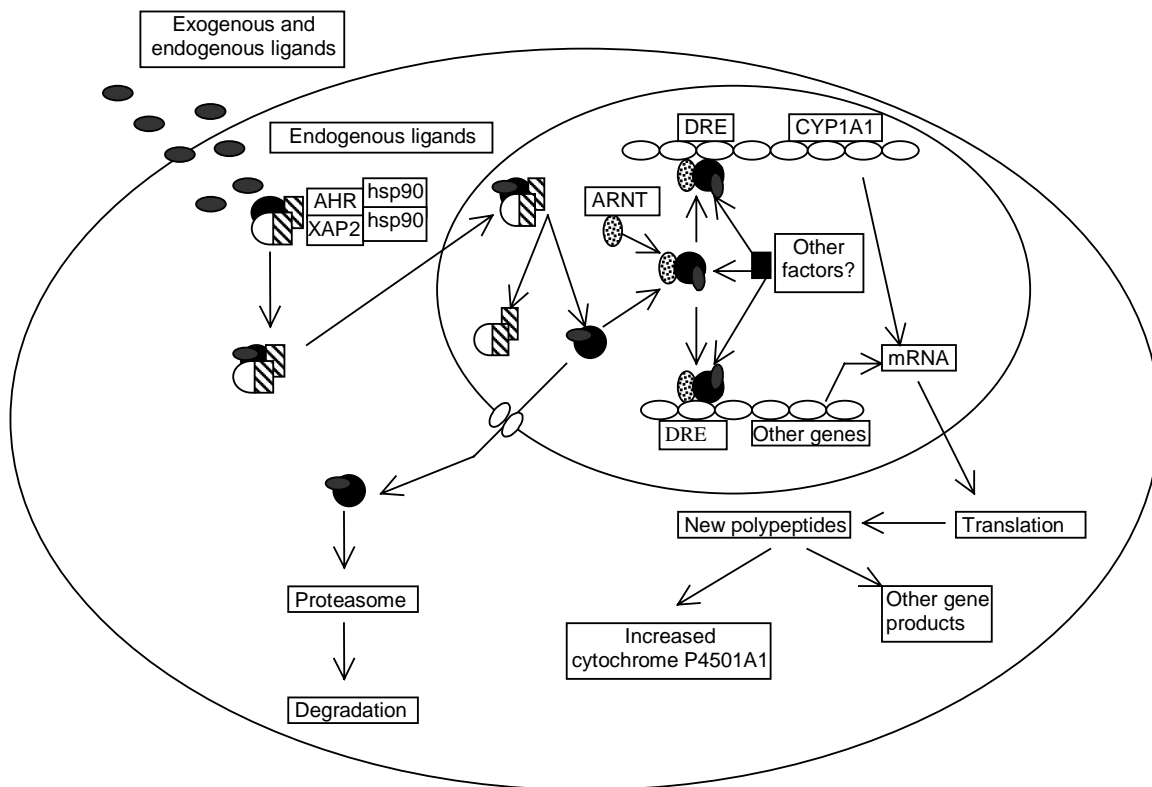 Exogenous and
endogenous ligands
Endogenous ligands
AHR
hsp90
XAP2
hsp90
DRE
CYP1A1
ARNT
Other
factors?
mRNA
DRE
Other genes
New polypeptides
Translation
Proteasome
Increased
cytochrome P4501A1
Other gene
products
Degradation